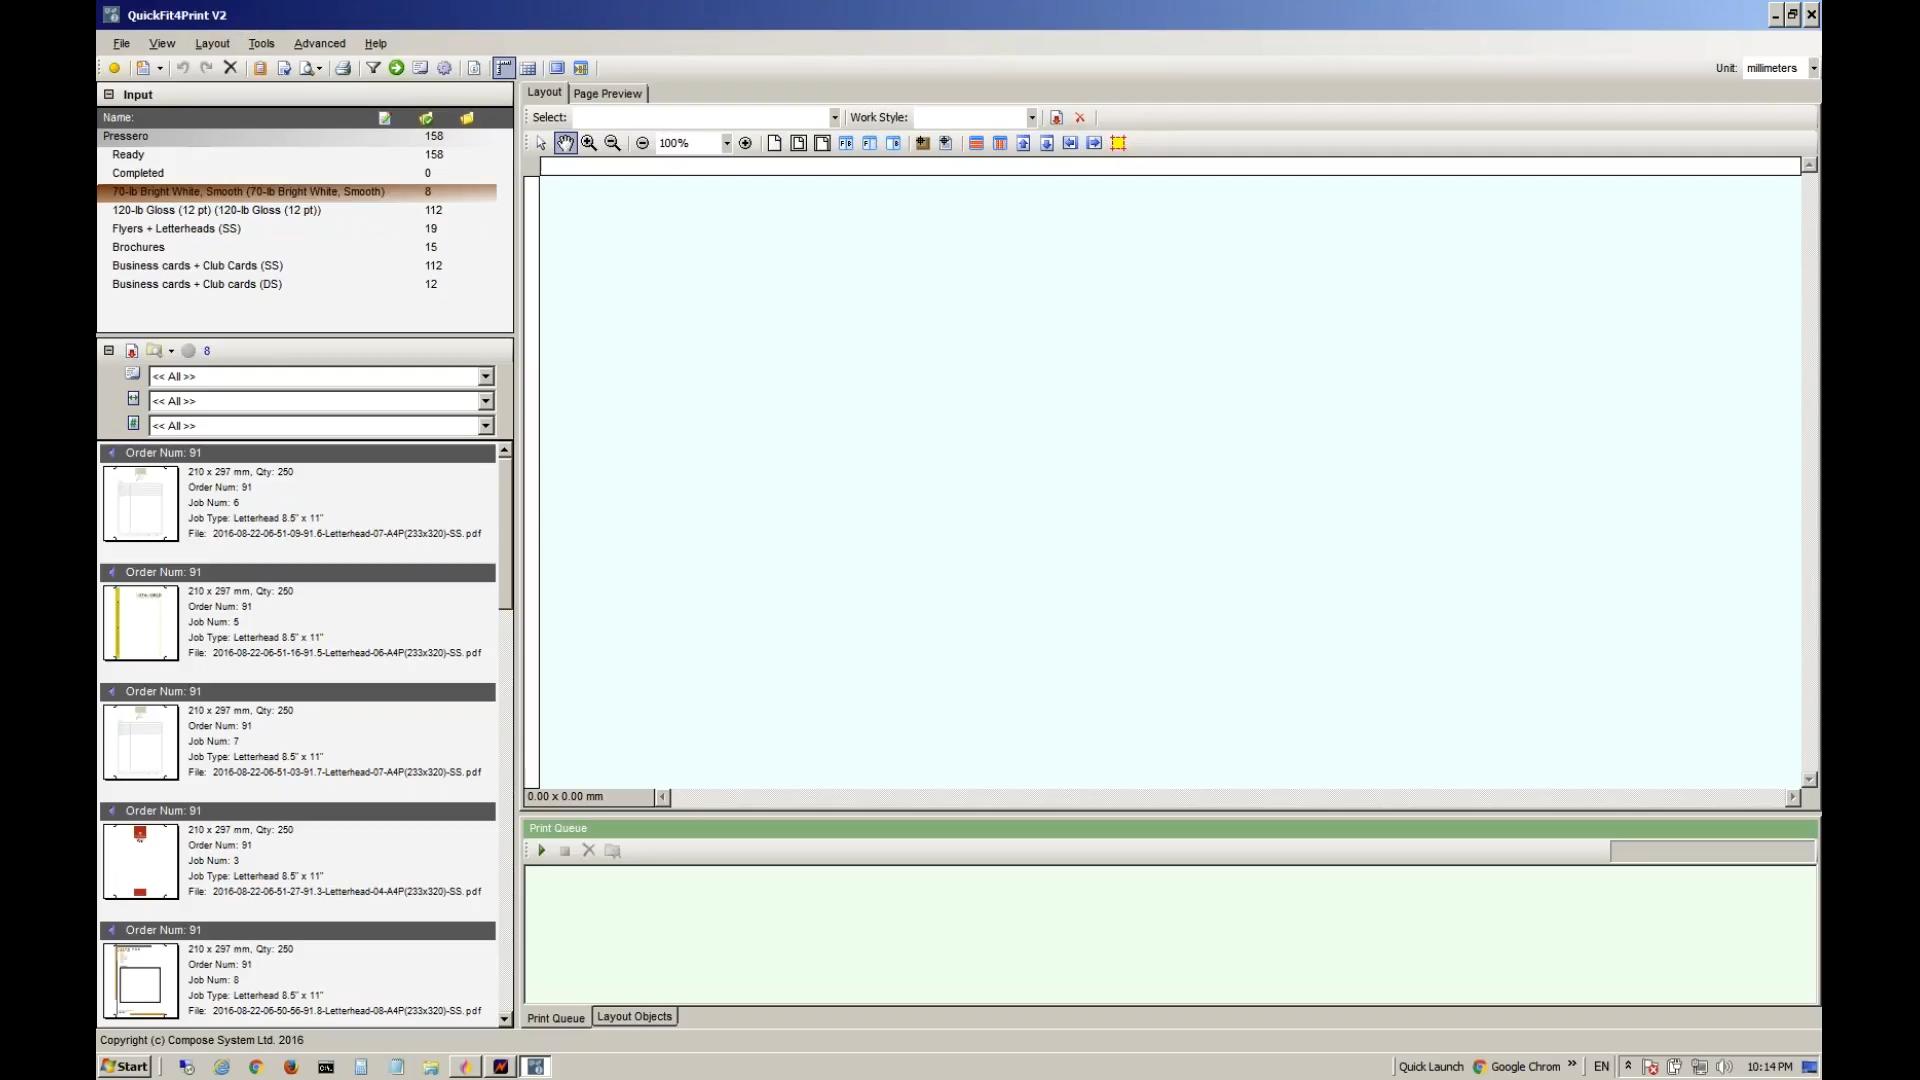 QuickFit4Print V2
File View Layout Tools Advanced Help
Unit: millimeters
Input
Name:
Pressero 158
Ready 158
Completed 0
70-lb Bright White, Smooth (70-lb Bright White, Smooth) 8
120-lb Gloss (12 pt) (120-lb Gloss (12 pt)) 112
Flyers + Letterheads (SS) 19
Brochures 15
Business cards + Club Cards (SS) 112
Business cards + Club cards (DS) 12
8
<< All >>
<< All >>
<< All >>
Order Num: 91
210 x 297 mm, Qty: 250
Order Num: 91
Job Num: 6
Job Type: Letterhead 8.5" x 11"
File: 2016-08-22-06-51-09-91.6-Letterhead-07-A4P(233x320)-SS.pdf
Order Num: 91
210 x 297 mm, Qty: 250
Order Num: 91
Job Num: 5
Job Type: Letterhead 8.5" x 11"
File: 2016-08-22-06-51-16-91.5-Letterhead-06-A4P(233x320)-SS.pdf
Order Num: 91
210 x 297 mm, Qty: 250
Order Num: 91
Job Num: 7
Job Type: Letterhead 8.5" x 11"
File: 2016-08-22-06-51-03-91.7-Letterhead-07-A4P(233x320)-SS.pdf
Order Num: 91
210 x 297 mm, Qty: 250
Order Num: 91
Job Num: 3
Job Type: Letterhead 8.5" x 11"
File: 2016-08-22-06-51-27-91.3-Letterhead-04-A4P(233x320)-SS.pdf
Order Num: 91
210 x 297 mm, Qty: 250
Order Num: 91
Job Num: 8
Job Type: Letterhead 8.5" x 11"
File: 2016-08-22-06-50-56-91.8-Letterhead-08-A4P(233x320)-SS.pdf
Layout Page Preview
Select: Work Style:
100%
0.00 x 0.00 mm
Print Queue
Print Queue Layout Objects
Copyright (c) Compose System Ltd. 2016
Start Quick Launch Google Chrom » EN 10:14 PM